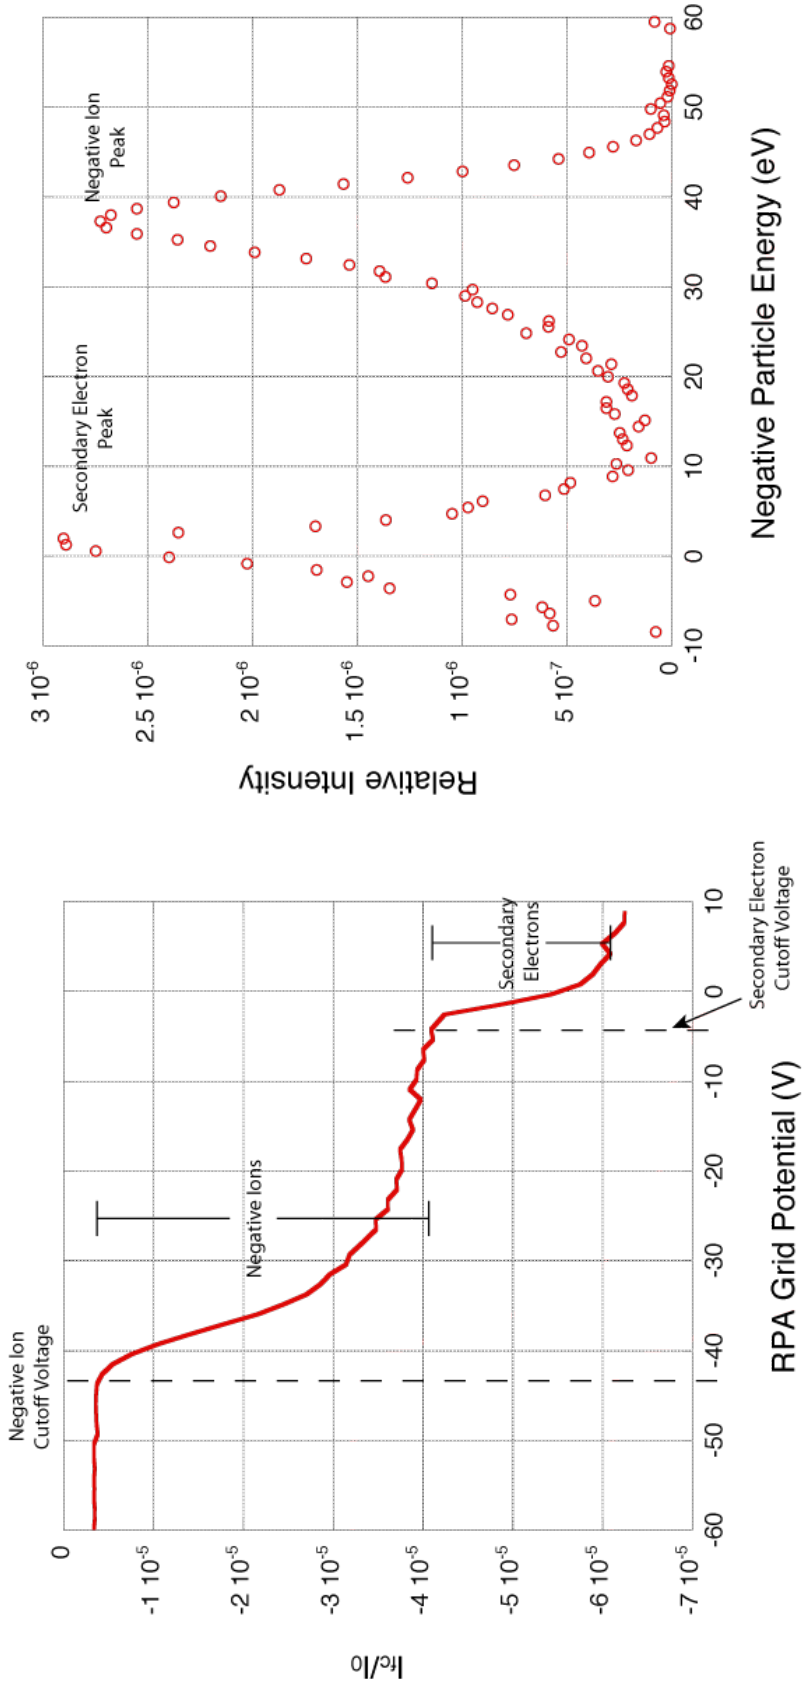 Negative Ion
Cutoff Voltage
0
-1 10-5
-2 10-5
-3 10-5
-4 10-5
-5 10-5
-6 10-5
-7 10-5
Ifc/I0
Negative Ions
Secondary
Electrons
-60
-50
-40
-30
-20
-10
0
10
RPA Grid Potential (V)
Secondary Electron
Cutoff Voltage
3 10-6
2.5 10-6
2 10-6
1.5 10-6
1 10-6
5 10-7
0
Relative Intensity
Secondary Electron
Peak
Negative Ion
Peak
-10
0
10
20
30
40
50
60
Negative Particle Energy (eV)